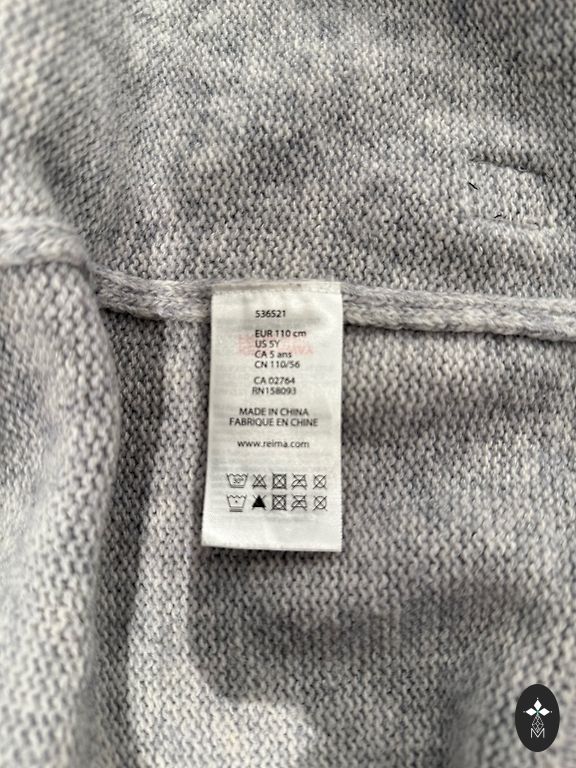 536521
EUR 110 cm
US 5Y
CA 5 ans
CN 110/56
CA 02764
RN158093
MADE IN CHINA
FABRIQUE EN CHINE
www.reima.com
30°
M